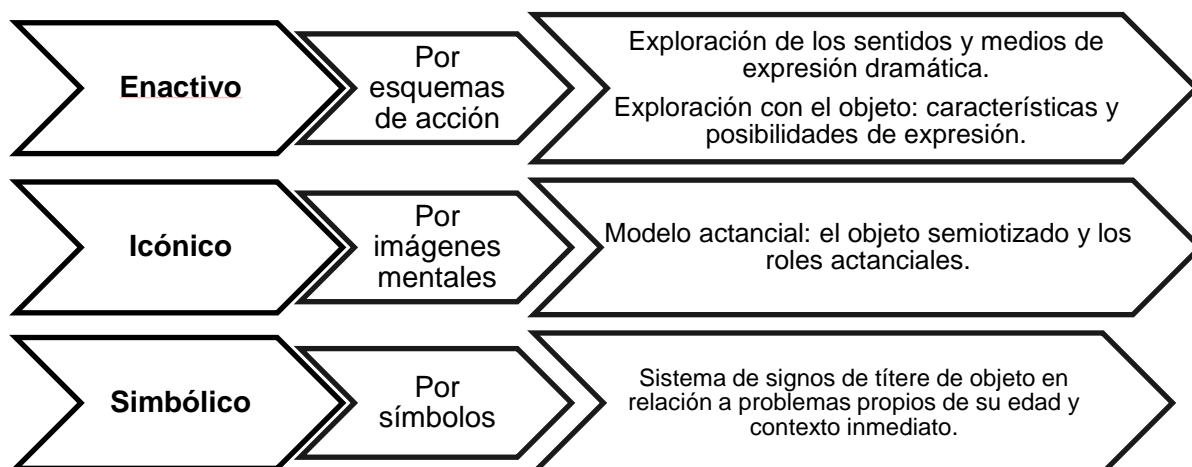 Enactivo
Por
esquemas
de acción
Exploración de los sentidos y medios de
expresión dramática.
Exploración con el objeto: características y
posibilidades de expresión.
Icónico
Por
imágenes
mentales
Modelo actancial: el objeto semiotizado y los
roles actanciales.
Simbólico
Por
símbolos
Sistema de signos de títere de objeto en
relación a problemas propios de su edad y
contexto inmediato.